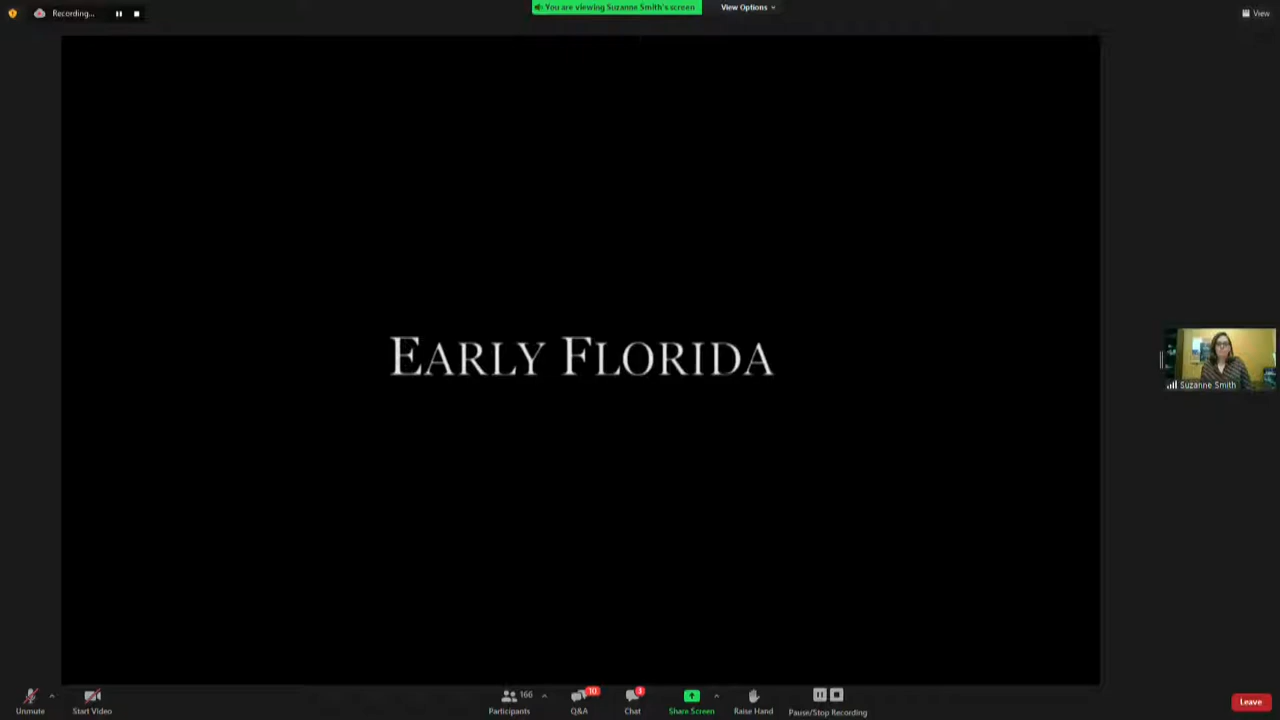 Recording...
You are viewing Suzanne Smith's screen
View Options
View
EARLY FLORIDA
Suzanne Smith
Unmute
Start Video
166
Participants
10
Q&A
3
Chat
Share Screen
Raise Hand
Pause/Stop Recording
Leave